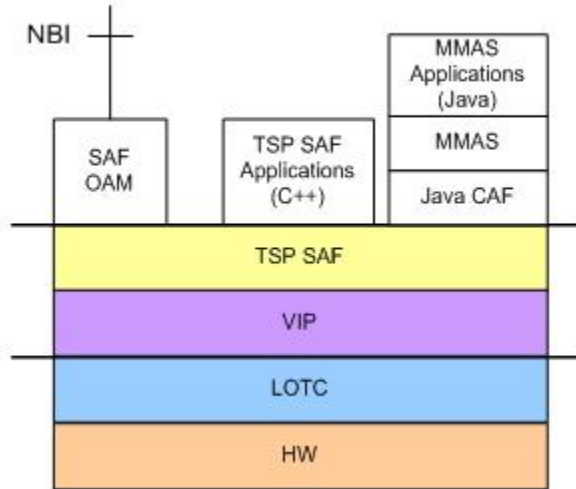 NBI
SAF
OAM
TSP SAF
Applications
(C++)
MMAS
Applications
(Java)
MMAS
Java CAF
TSP SAF
VIP
LOTC
HW